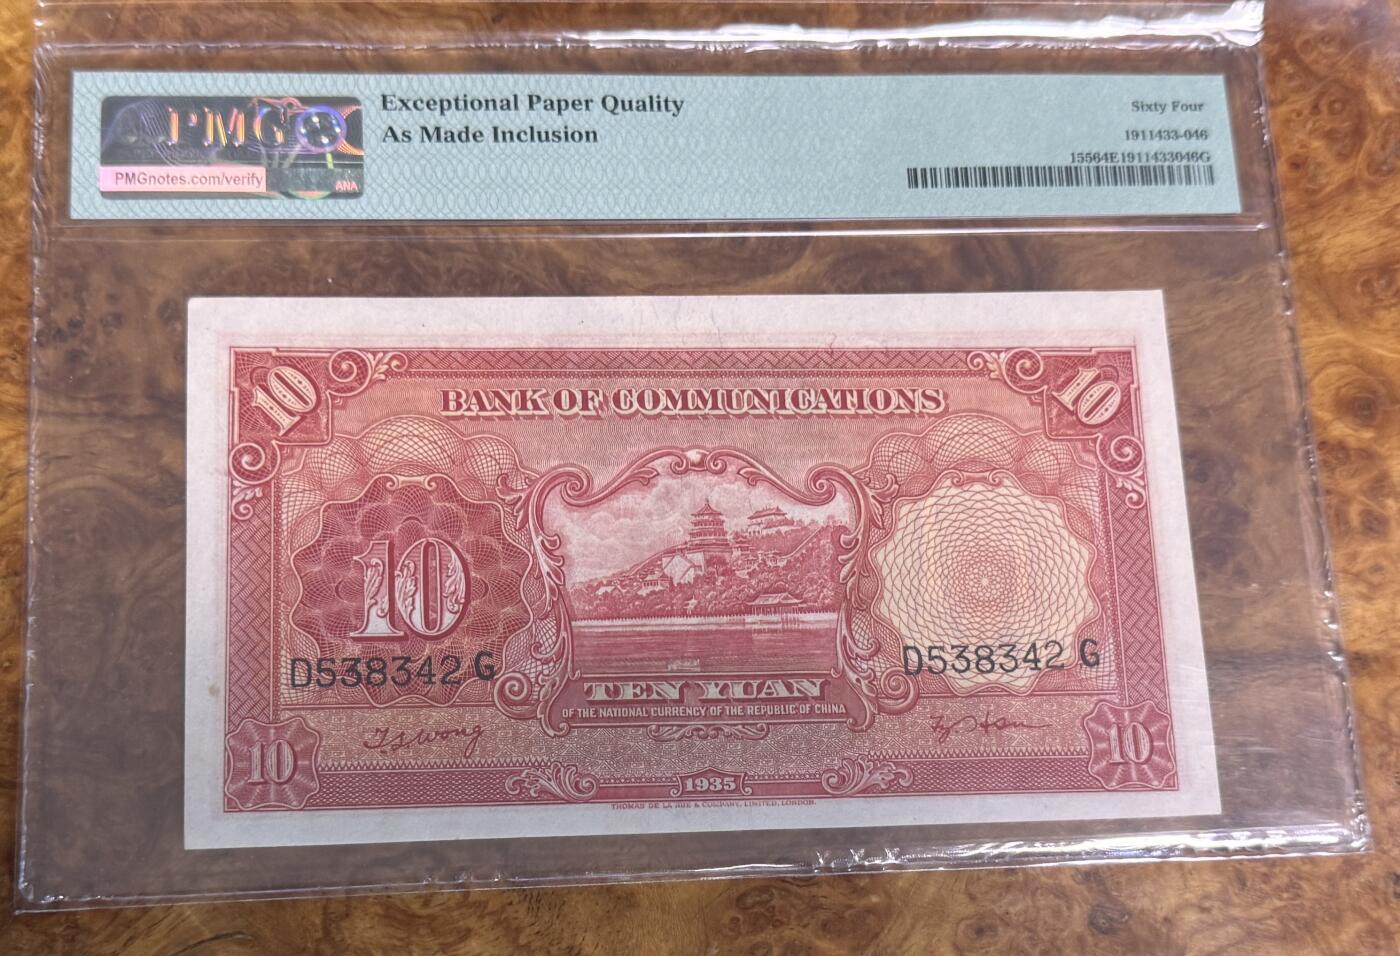 PMG
PMGnotes.com/verify
ANA
Exceptional Paper Quality
As Made Inclusion
Sixty Four
1911433-046
15564E1911433046G
10
10
BANK OF COMMUNICATIONS
10
D538342 G
D538342 G
TEN YUAN
OF THE NATIONAL CURRENCY OF THE REPUBLIC OF CHINA
T.S. Wong
10
10
1935
THOMAS DE LA RUE & COMPANY, LIMITED, LONDON.